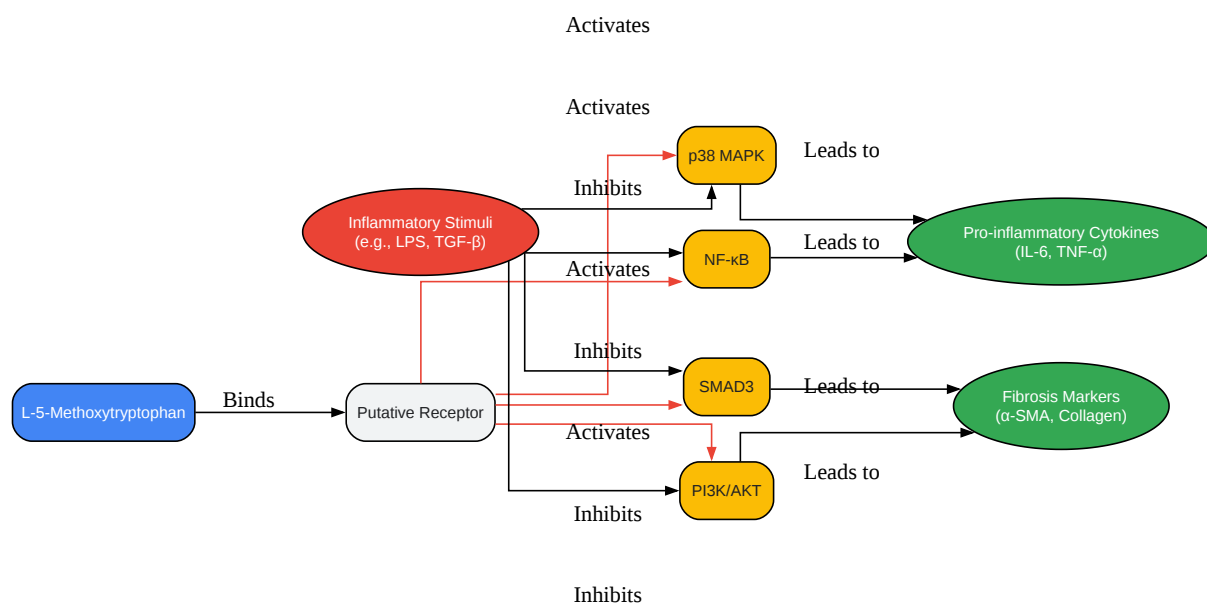 Activates
Activates
p38 MAPK
Leads to
Inhibits
Inflammatory Stimuli
(e.g., LPS, TGF-β)
Pro-inflammatory Cytokines
(IL-6, TNF-α)
Leads to
NF-κB
Activates
Inhibits
SMAD3
Leads to
Fibrosis Markers
(α-SMA, Collagen)
L-5-Methoxytryptophan
Binds
Putative Receptor
Activates
Leads to
PI3K/AKT
Inhibits
Inhibits